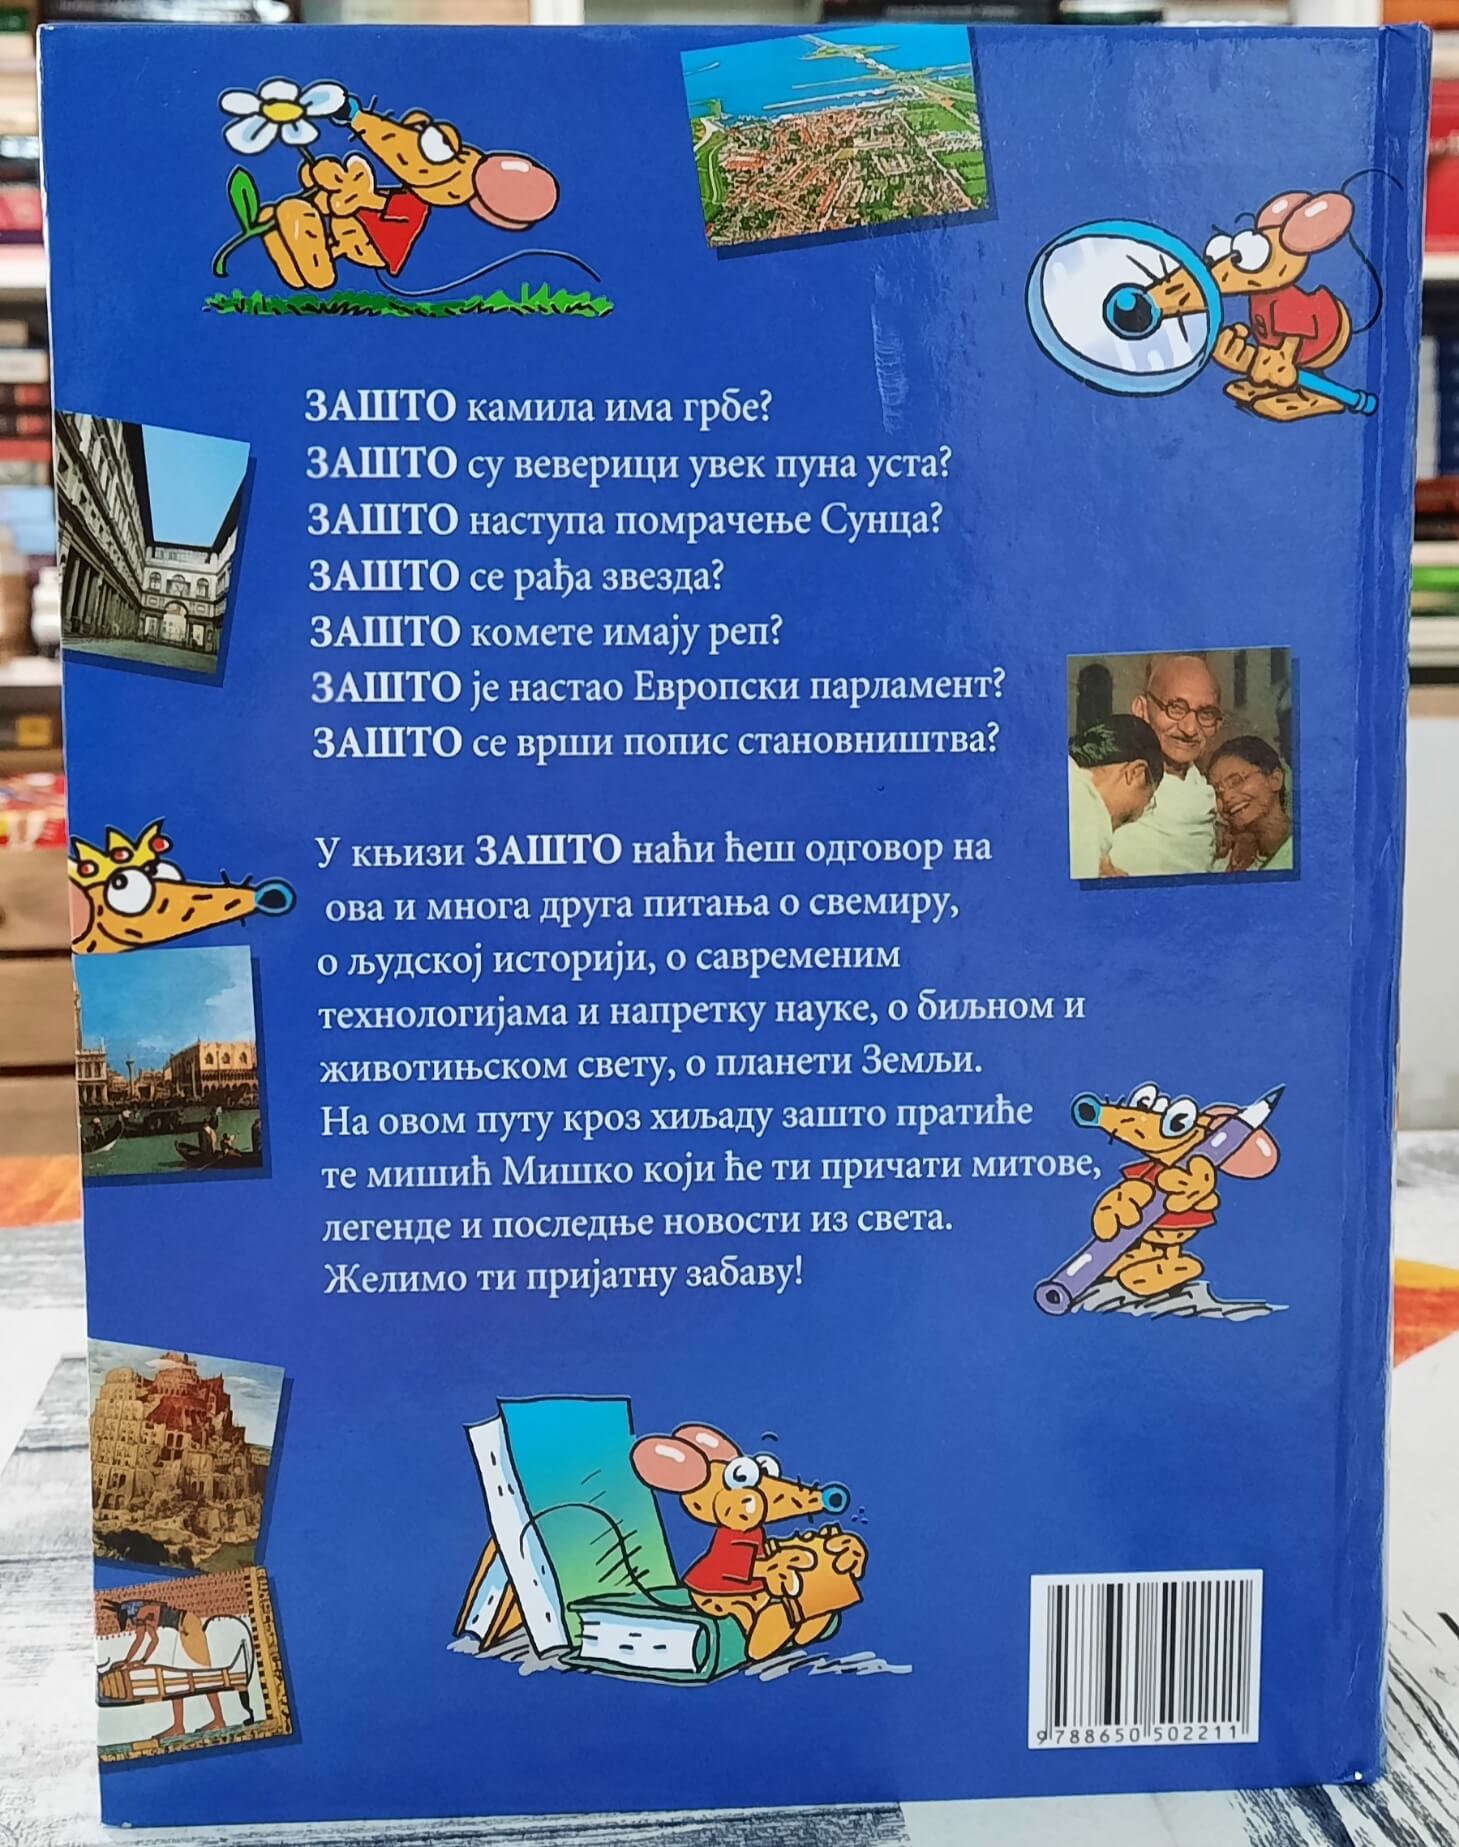 ЗАШТО камила има грбе?
ЗАШТО су веверици увек пуна уста?
ЗАШТО наступа помрачење Сунца?
ЗАШТО се рађа звезда?
ЗАШТО комете имају реп?
ЗАШТО је настао Европски парламент?
ЗАШТО се врши попис становништва?
У књизи ЗАШТО наћи ћеш одговор на
ова и многа друга питања о свемиру,
о људској историји, о савременим
технологијама и напретку науке, о биљном и
животињском свету, о планети Земљи.
На овом путу кроз хиљаду зашто пратиће
те мишић Мишко који ће ти причати митове,
легенде и последње новости из света.
Желимо ти пријатну забаву!
9 788650 502211